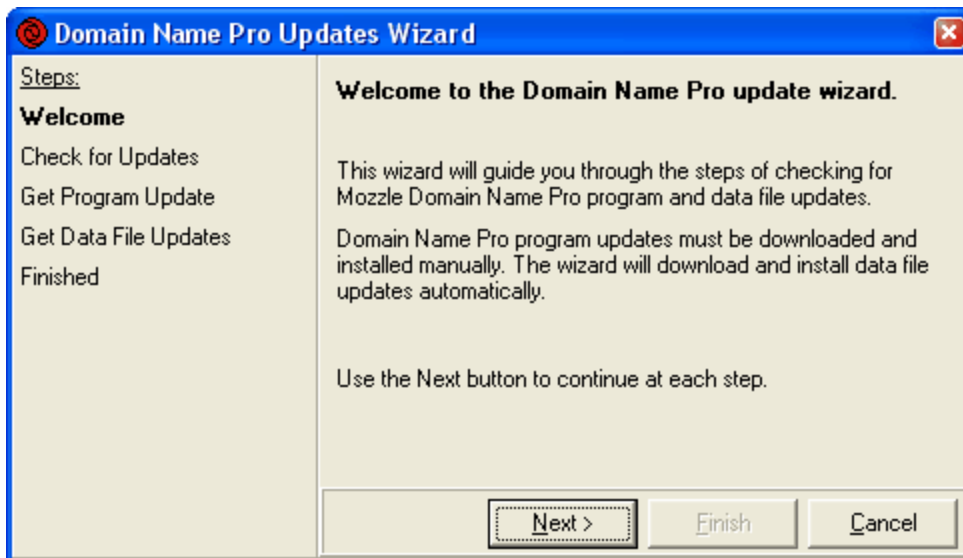 Domain Name Pro Updates Wizard
Steps:
Welcome
Check for Updates
Get Program Update
Get Data File Updates
Finished
Welcome to the Domain Name Pro update wizard.
This wizard will guide you through the steps of checking for
Mozzle Domain Name Pro program and data file updates.
Domain Name Pro program updates must be downloaded and
installed manually. The wizard will download and install data file
updates automatically.
Use the Next button to continue at each step.
Next >
Finish
Cancel